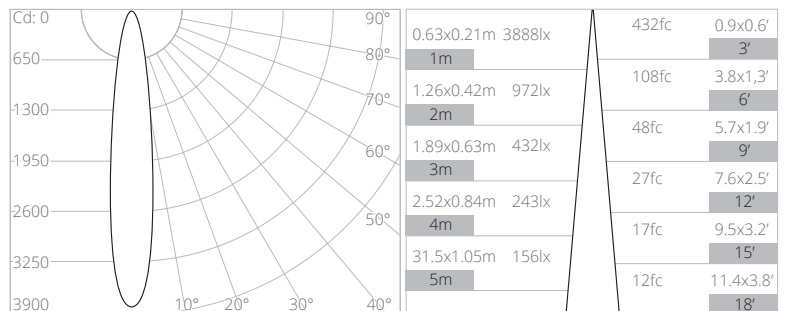 Cd: 0
90°
650
80°
1300
70°
1950
60°
2600
50°
3250
3900
10°
20°
30°
40°
0.63x0.21m 3888lx
1m
1.26x0.42m 972lx
2m
1.89x0.63m 432lx
3m
2.52x0.84m 243lx
4m
31.5x1.05m 156lx
5m
432fc 0.9x0.6'
3'
108fc 3.8x1,3'
6'
48fc 5.7x1.9'
9'
27fc 7.6x2.5'
12'
17fc 9.5x3.2'
15'
12fc 11.4x3.8'
18'